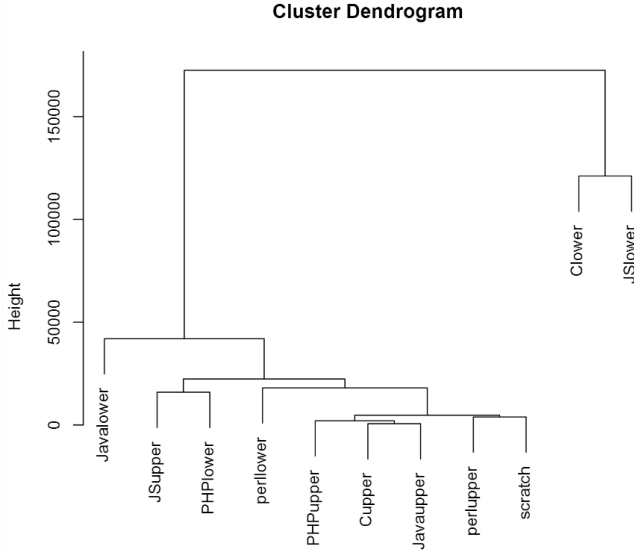 Cluster Dendrogram
Height
150000
100000
50000
0
Javalower
JSupper
PHPlower
perllower
PHPupper
Cupper
Javaupper
perlupper
scratch
Clower
JSlower